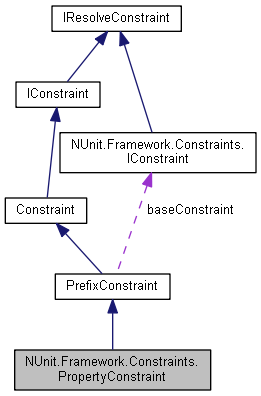 IResolveConstraint
IConstraint
NUnit.Framework.Constraints.
IConstraint
Constraint
baseConstraint
PrefixConstraint
NUnit.Framework.Constraints.
PropertyConstraint